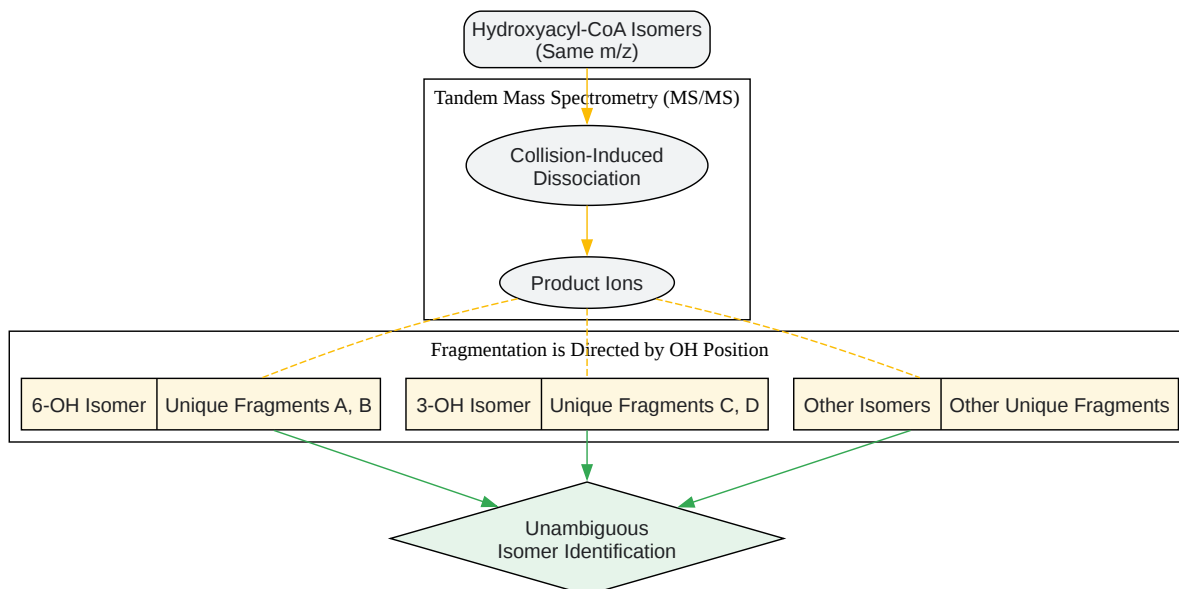 Hydroxyacyl-CoA Isomers
(Same m/z)
Tandem Mass Spectrometry (MS/MS)
Collision-Induced
Dissociation
Product Ions
Fragmentation is Directed by OH Position
6-OH Isomer
Unique Fragments A, B
3-OH Isomer
Unique Fragments C, D
Other Isomers
Other Unique Fragments
Unambiguous
Isomer Identification